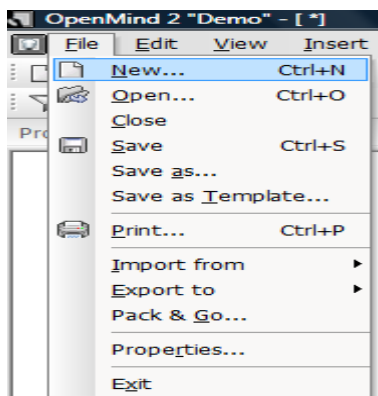 OpenMind 2 "Demo" - [ *]
File Edit View Insert
New... Ctrl+N
Open... Ctrl+O
Close
Pro
Save Ctrl+S
Save as...
Save as Template...
Print... Ctrl+P
Import from
Export to
Pack & Go...
Properties...
Exit